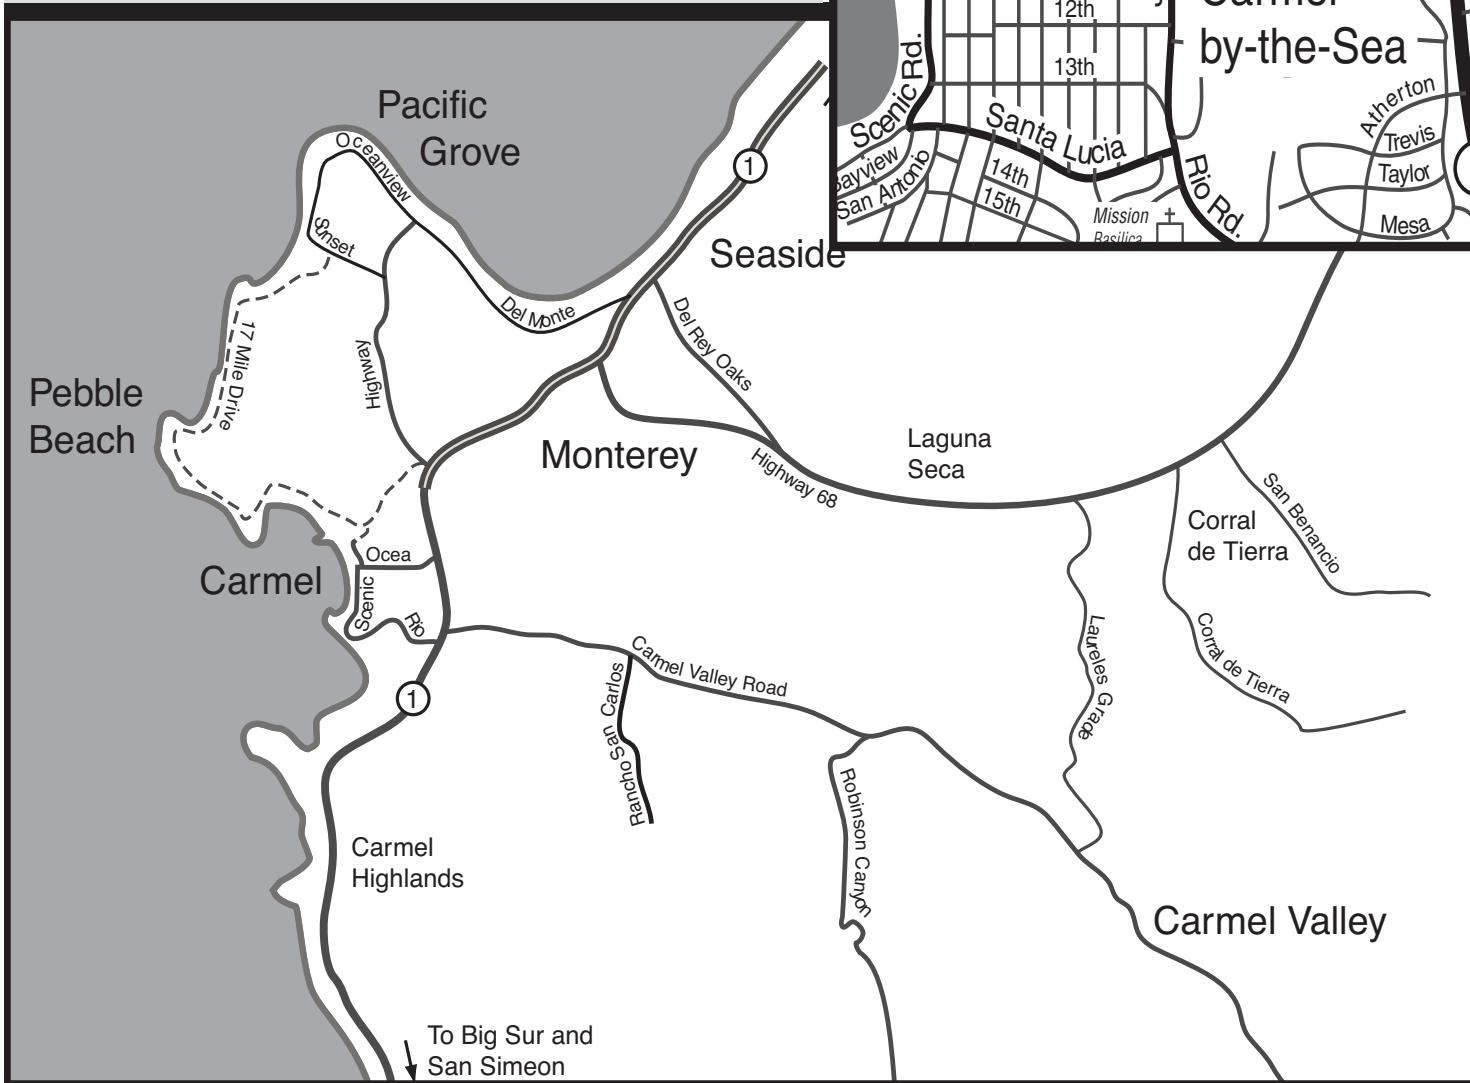 12th
by-the-Sea
13th
Scenic Rd.
Santa Lucia
Atherton
Trevis
Taylor
Mesa
San Antonio
14th
15th
Mission
Basilica
Rio Rd.
Pacific
Grove
Oceanview
Sunset
1
Seaside
Del Monte
Del Rey Oaks
17 Mile Drive
Highway
Pebble
Beach
Monterey
Highway 68
Laguna
Seca
San Benancio
Corral
de Tierra
Corral de Tierra
Laureles Grade
Carmel
Ocea
Scenic
Rio
1
Carmel Valley Road
Rancho San Carlos
Robinson Canyon
Carmel
Highlands
Carmel Valley
To Big Sur and
San Simeon